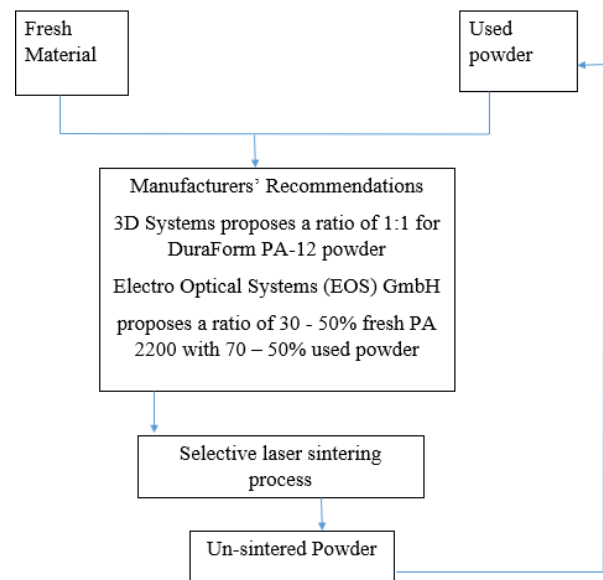 Fresh
Material
Used
powder
Manufacturers’ Recommendations
3D Systems proposes a ratio of 1:1 for
DuraForm PA-12 powder
Electro Optical Systems (EOS) GmbH
proposes a ratio of 30 - 50% fresh PA
2200 with 70 – 50% used powder
Selective laser sintering
process
Un-sintered Powder